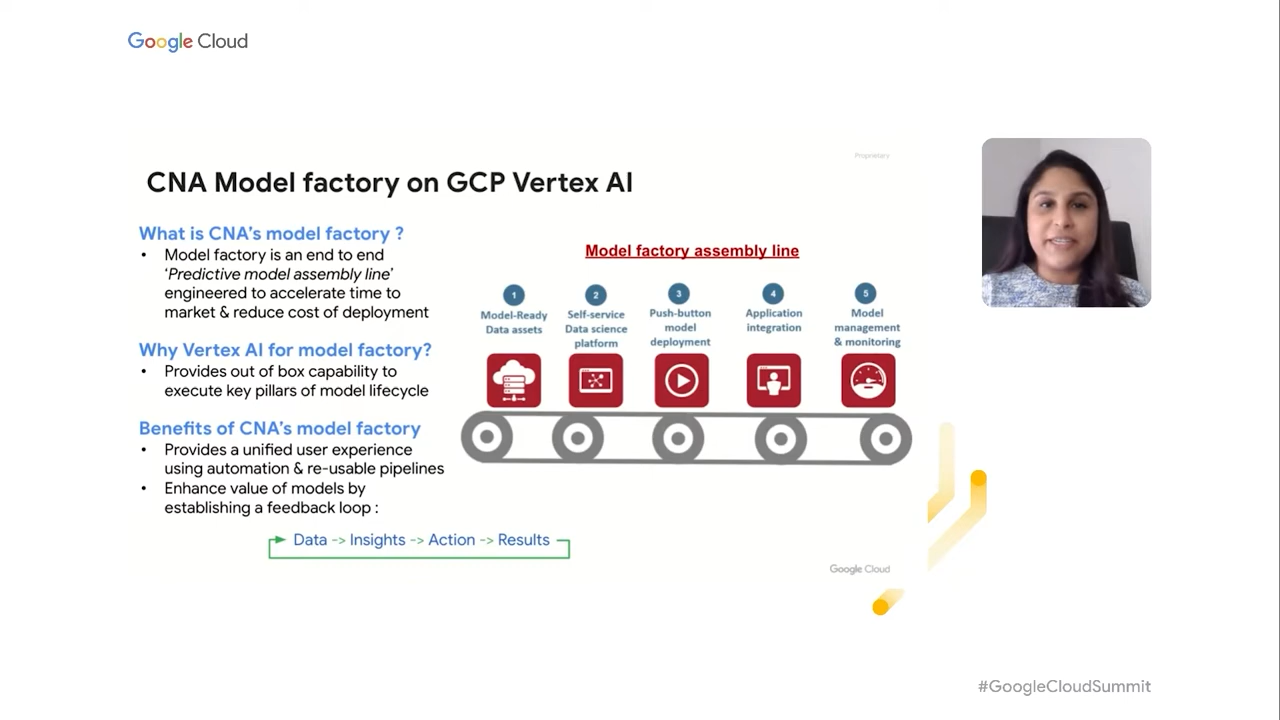 Google Cloud
Proprietary
CNA Model factory on GCP Vertex AI
What is CNA's model factory ?
• Model factory is an end to end
'Predictive model assembly line'
engineered to accelerate time to
market & reduce cost of deployment
Why Vertex AI for model factory?
• Provides out of box capability to
execute key pillars of model lifecycle
Benefits of CNA's model factory
• Provides a unified user experience
using automation & re-usable pipelines
• Enhance value of models by
establishing a feedback loop :
Data -> Insights -> Action -> Results
Model factory assembly line
1
Model-Ready
Data assets
2
Self-service
Data science
platform
3
Push-button
model
deployment
4
Application
integration
5
Model
management
& monitoring
Google Cloud
#GoogleCloudSummit